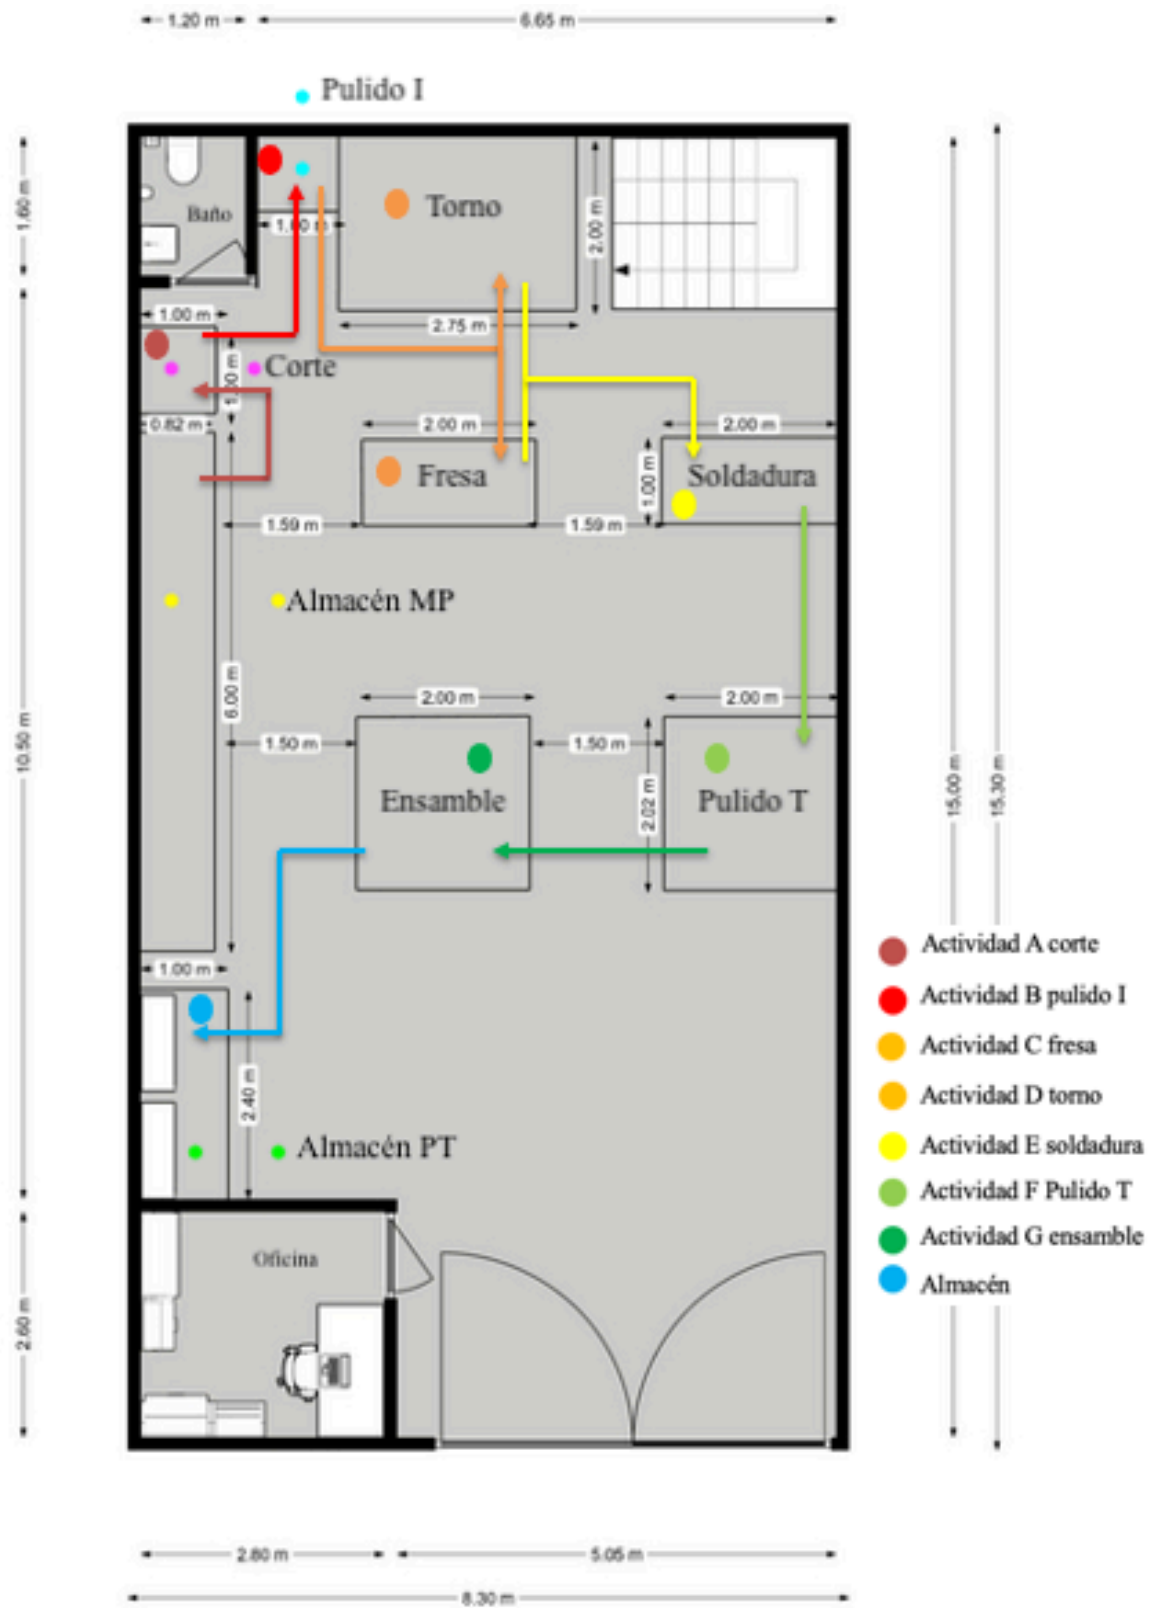 1.20 m
6.65 m
Pulido I
1.60 m
Baño
Torno
1.00 m
2.00 m
1.00 m
2.75 m
Corte
1.00 m
0.82 m
2.00 m
2.00 m
Fresa
1.00 m
Soldadura
1.59 m
1.59 m
Almacén MP
6.00 m
2.00 m
2.00 m
10.50 m
1.50 m
1.50 m
15.00 m
15.30 m
Ensamble
2.02 m
Pulido T
1.00 m
2.40 m
Almacén PT
Actividad A corte
Actividad B pulido I
Actividad C fresa
Actividad D torno
Actividad E soldadura
Actividad F Pulido T
Actividad G ensamble
Almacén
Oficina
2.60 m
2.80 m
5.05 m
8.30 m